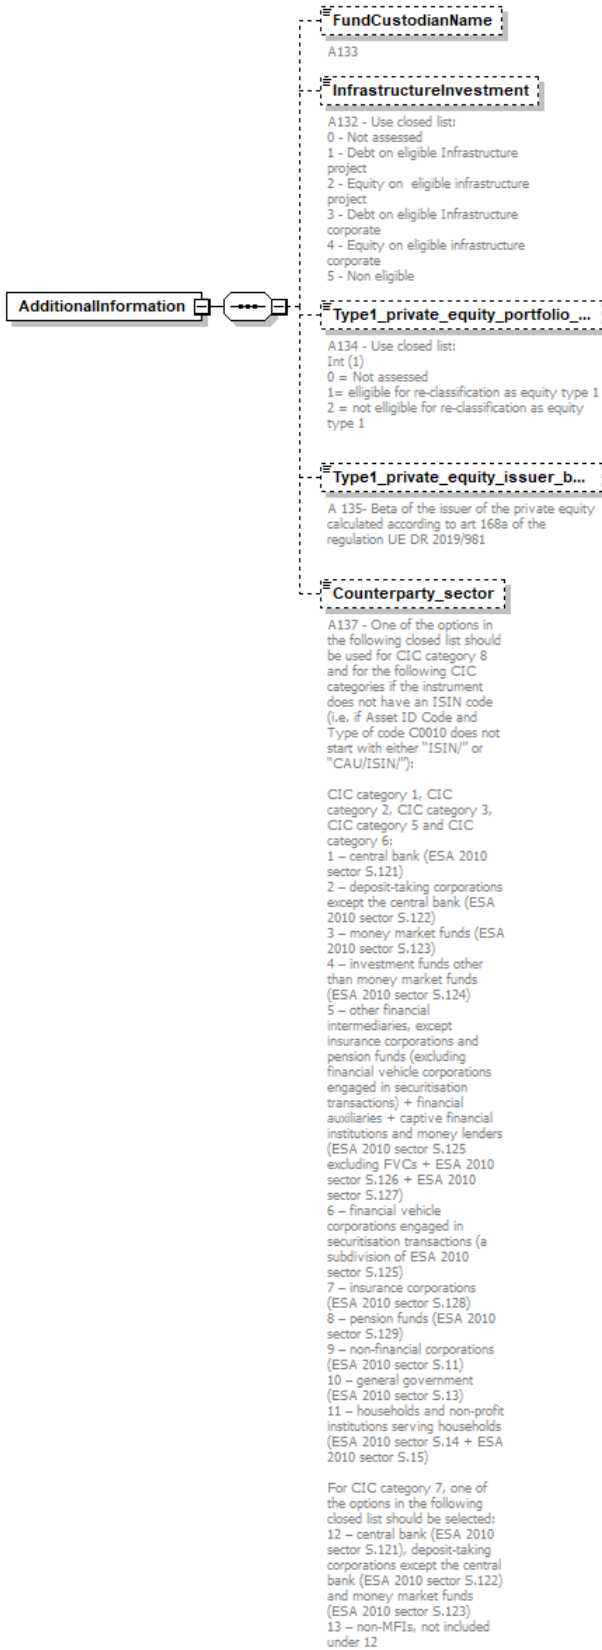 FundCustodianName
A133
InfrastructureInvestment
A132 - Use closed list:
0 - Not assessed
1 - Debt on eligible Infrastructure
project
2 - Equity on  eligible infrastructure
project
3 - Debt on eligible Infrastructure
corporate
4 - Equity on eligible infrastructure
corporate
5 - Non eligible
AdditionalInformation
Type1_private_equity_portfolio_...
A134 - Use closed list:
Int (1)
0 = Not assessed
1= elligible for re-classification as equity type 1
2 = not elligible for re-classification as equity
type 1
Type1_private_equity_issuer_b...
A 135- Beta of the issuer of the private equity
calculated according to art 168a of the
regulation UE DR 2019/981
Counterparty_sector
A137 - One of the options in
the following closed list should
be used for CIC category 8
and for the following CIC
categories if the instrument
does not have an ISIN code
(i.e. if Asset ID Code and
Type of code C0010 does not
start with either “ISIN/” or
“CAU/ISIN/”):
CIC category 1, CIC
category 2, CIC category 3,
CIC category 5 and CIC
category 6:
1 – central bank (ESA 2010
sector S.121)
2 – deposit-taking corporations
except the central bank (ESA
2010 sector S.122)
3 – money market funds (ESA
2010 sector S.123)
4 – investment funds other
than money market funds
(ESA 2010 sector S.124)
5 – other financial
intermediaries, except
insurance corporations and
pension funds (excluding
financial vehicle corporations
engaged in securitisation
transactions) + financial
auxiliaries + captive financial
institutions and money lenders
(ESA 2010 sector S.125
excluding FVCs + ESA 2010
sector S.126 + ESA 2010
sector S.127)
6 – financial vehicle
corporations engaged in
securitisation transactions (a
subdivision of ESA 2010
sector S.125)
7 – insurance corporations
(ESA 2010 sector S.128)
8 – pension funds (ESA 2010
sector S.129)
9 – non-financial corporations
(ESA 2010 sector S.11)
10 – general government
(ESA 2010 sector S.13)
11 – households and non-profit
institutions serving households
(ESA 2010 sector S.14 + ESA
2010 sector S.15)
For CIC category 7, one of
the options in the following
closed list should be selected:
12 – central bank (ESA 2010
sector S.121), deposit-taking
corporations except the central
bank (ESA 2010 sector S.122)
and money market funds
(ESA 2010 sector S.123)
13 – non-MFIs, not included
under 12